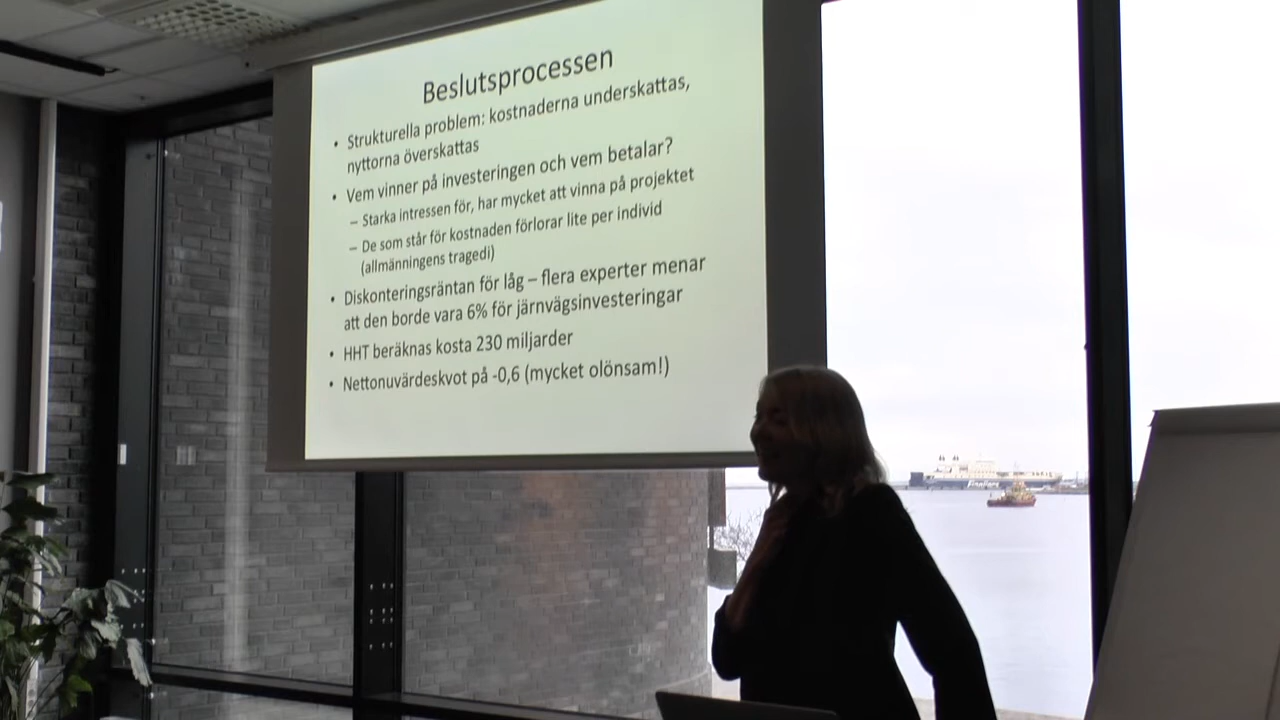 Beslutsprocessen
• Strukturella problem: kostnaderna underskattas,
nyttorna överskattas
• Vem vinner på investeringen och vem betalar?
– Starka intressen för, har mycket att vinna på projektet
– De som står för kostnaden förlorar lite per individ
(allmänningens tragedi)
• Diskonteringsräntan för låg – flera experter menar
att den borde vara 6% för järnvägsinvesteringar
• HHT beräknas kosta 230 miljarder
• Nettonuvärdeskvot på -0,6 (mycket olönsam!)
Finnlines